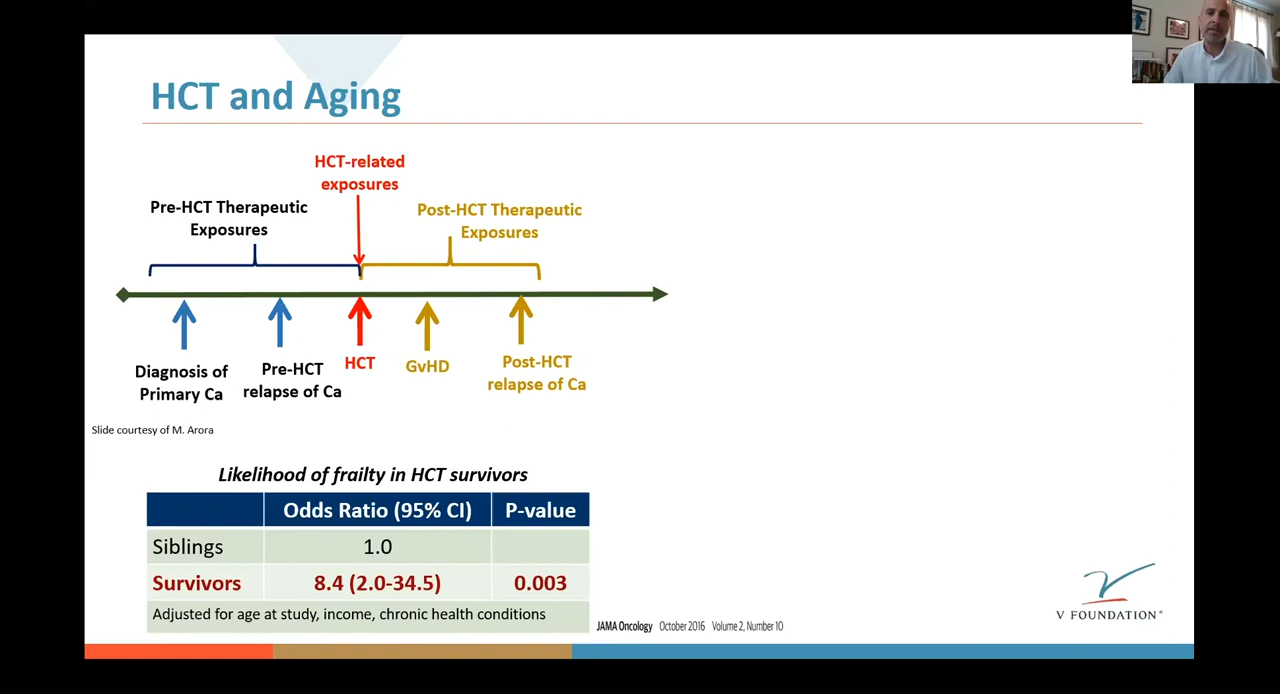 HCT and Aging
HCT-related
exposures
Pre-HCT Therapeutic
Exposures
Post-HCT Therapeutic
Exposures
Diagnosis of
Primary Ca
Pre-HCT
relapse of Ca
HCT
GvHD
Post-HCT
relapse of Ca
Slide courtesy of M. Arora
Likelihood of frailty in HCT survivors
Odds Ratio (95% CI) P-value
Siblings 1.0
Survivors 8.4 (2.0-34.5) 0.003
Adjusted for age at study, income, chronic health conditions
JAMA Oncology October 2016 Volume 2, Number 10
V FOUNDATION®